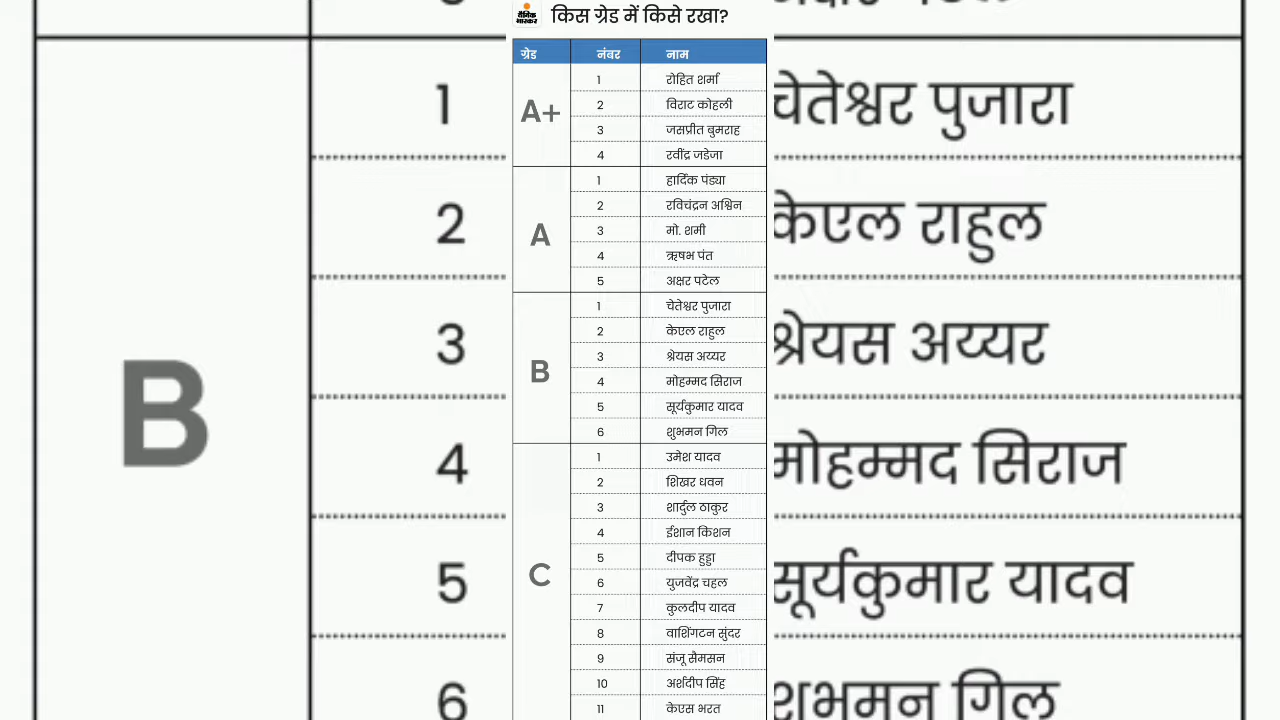 दैनिक भास्कर
किस ग्रेड में किसे रखा?
ग्रेड नंबर नाम
A+
1 रोहित शर्मा
2 विराट कोहली
3 जसप्रीत बुमराह
4 रवींद्र जडेजा
A
1 हार्दिक पंड्या
2 रविचंद्रन अश्विन
3 मो. शमी
4 ऋषभ पंत
5 अक्षर पटेल
B
1 चेतेश्वर पुजारा
2 केएल राहुल
3 श्रेयस अय्यर
4 मोहम्मद सिराज
5 सूर्यकुमार यादव
6 शुभमन गिल
C
1 उमेश यादव
2 शिखर धवन
3 शार्दुल ठाकुर
4 ईशान किशन
5 दीपक हुड्डा
6 युजवेंद्र चहल
7 कुलदीप यादव
8 वाशिंगटन सुंदर
9 संजू सैमसन
10 अर्शदीप सिंह
11 केएस भरत
B
1 चेतेश्वर पुजारा
2 केएल राहुल
3 श्रेयस अय्यर
4 मोहम्मद सिराज
5 सूर्यकुमार यादव
6 शुभमन गिल